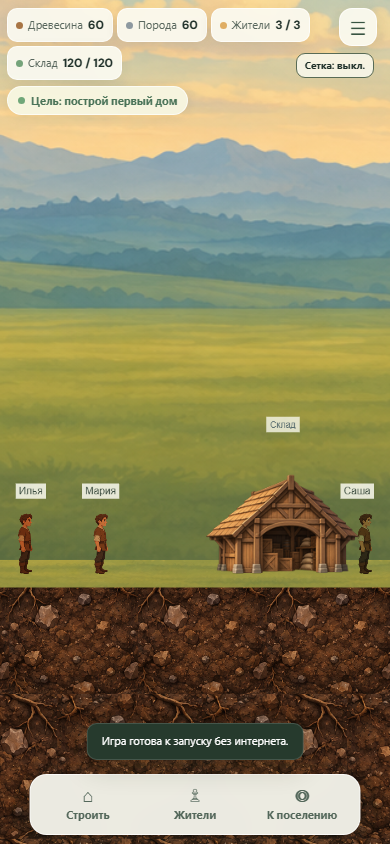 Древесина 60
Порода 60
Жители 3 / 3
Склад 120 / 120
Сетка: выкл.
Цель: построй первый дом
Склад
Илья
Мария
Саша
Игра готова к запуску без интернета.
Строить
Жители
К поселению